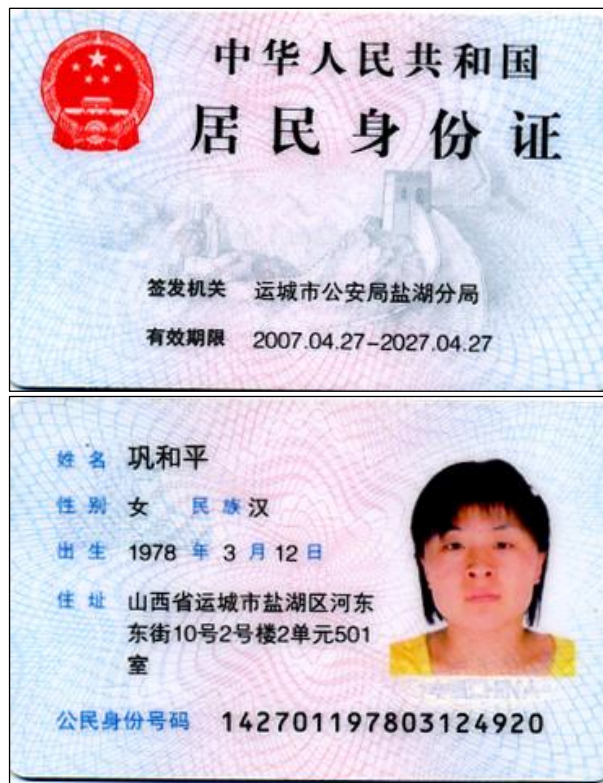 中华人民共和国
居民身份证
签发机关 运城市公安局盐湖分局
有效期限 2007.04.27-2027.04.27
姓名 巩和平
性别 女 民族 汉
出生 1978 年 3 月 12 日
住址 山西省运城市盐湖区河东
东街10号2号楼2单元501
室
公民身份号码 142701197803124920